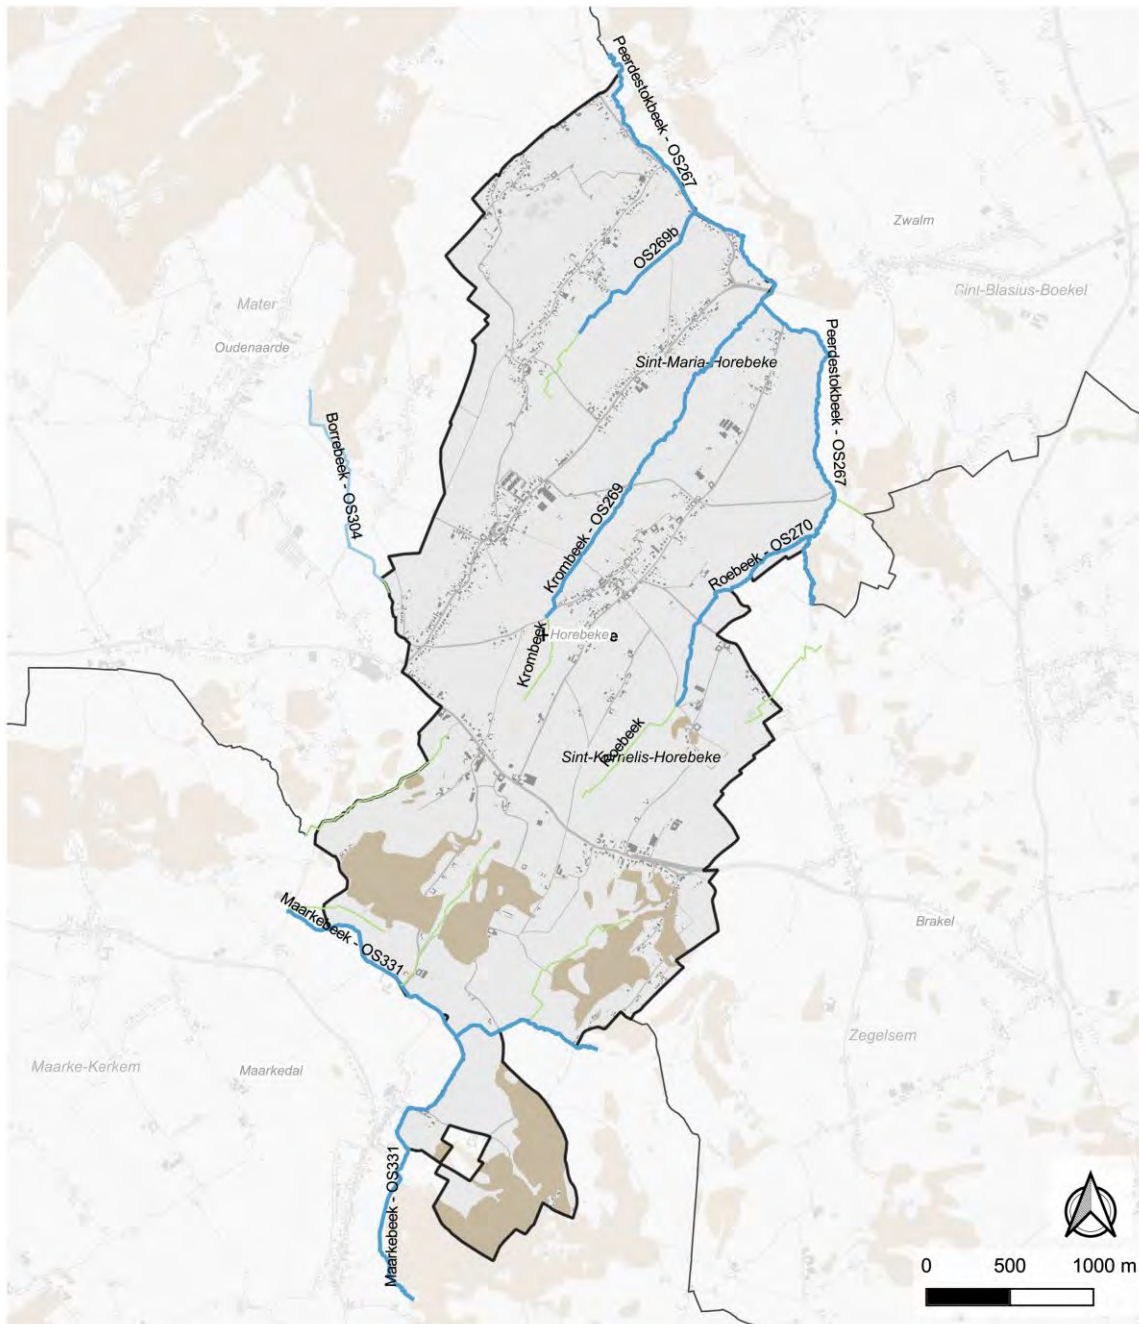 Peerdestokbeek - OS267
Zwalm
OS269b
Sint-Blasius-Boekel
Mater
Oudenaarde
Sint-Maria-Horebeke
Peerdestokbeek - OS267
Borrebeek - OS304
Krombeek - OS269
Roebeek - OS270
Horebeke
e
Krombeek
Roebeek
Sint-Kornelis-Horebeke
Maarkebeek - OS331
Brakel
Zegelsem
Maarke-Kerkem
Maarkedal
Maarkebeek - OS331
0 500 1000 m